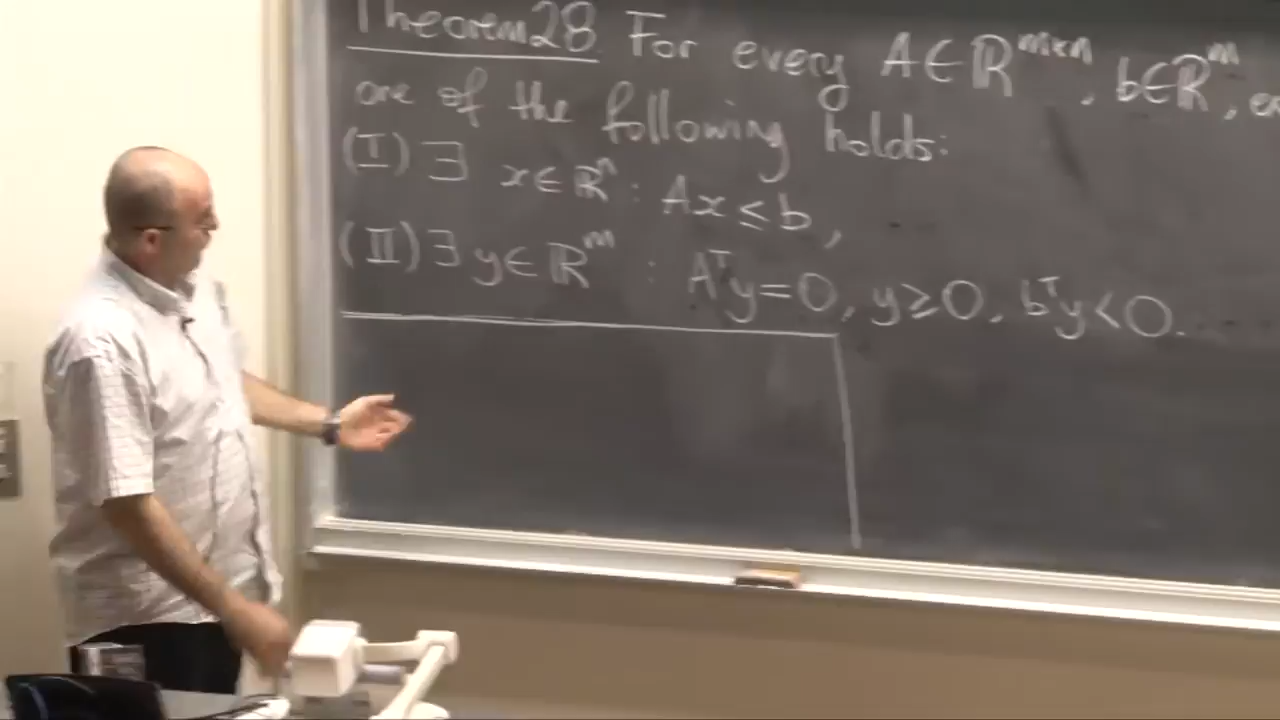 Theorem 28 For every A ∈ ℝ^{m×n}, b ∈ ℝ^m,
one of the following holds:
(I) ∃ x ∈ ℝ^n : Ax ≤ b,
(II) ∃ y ∈ ℝ^m : A^T y = 0, y ≥ 0, b^T y < 0.